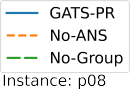 GATS-PR
No-ANS
No-Group
Instance: p08